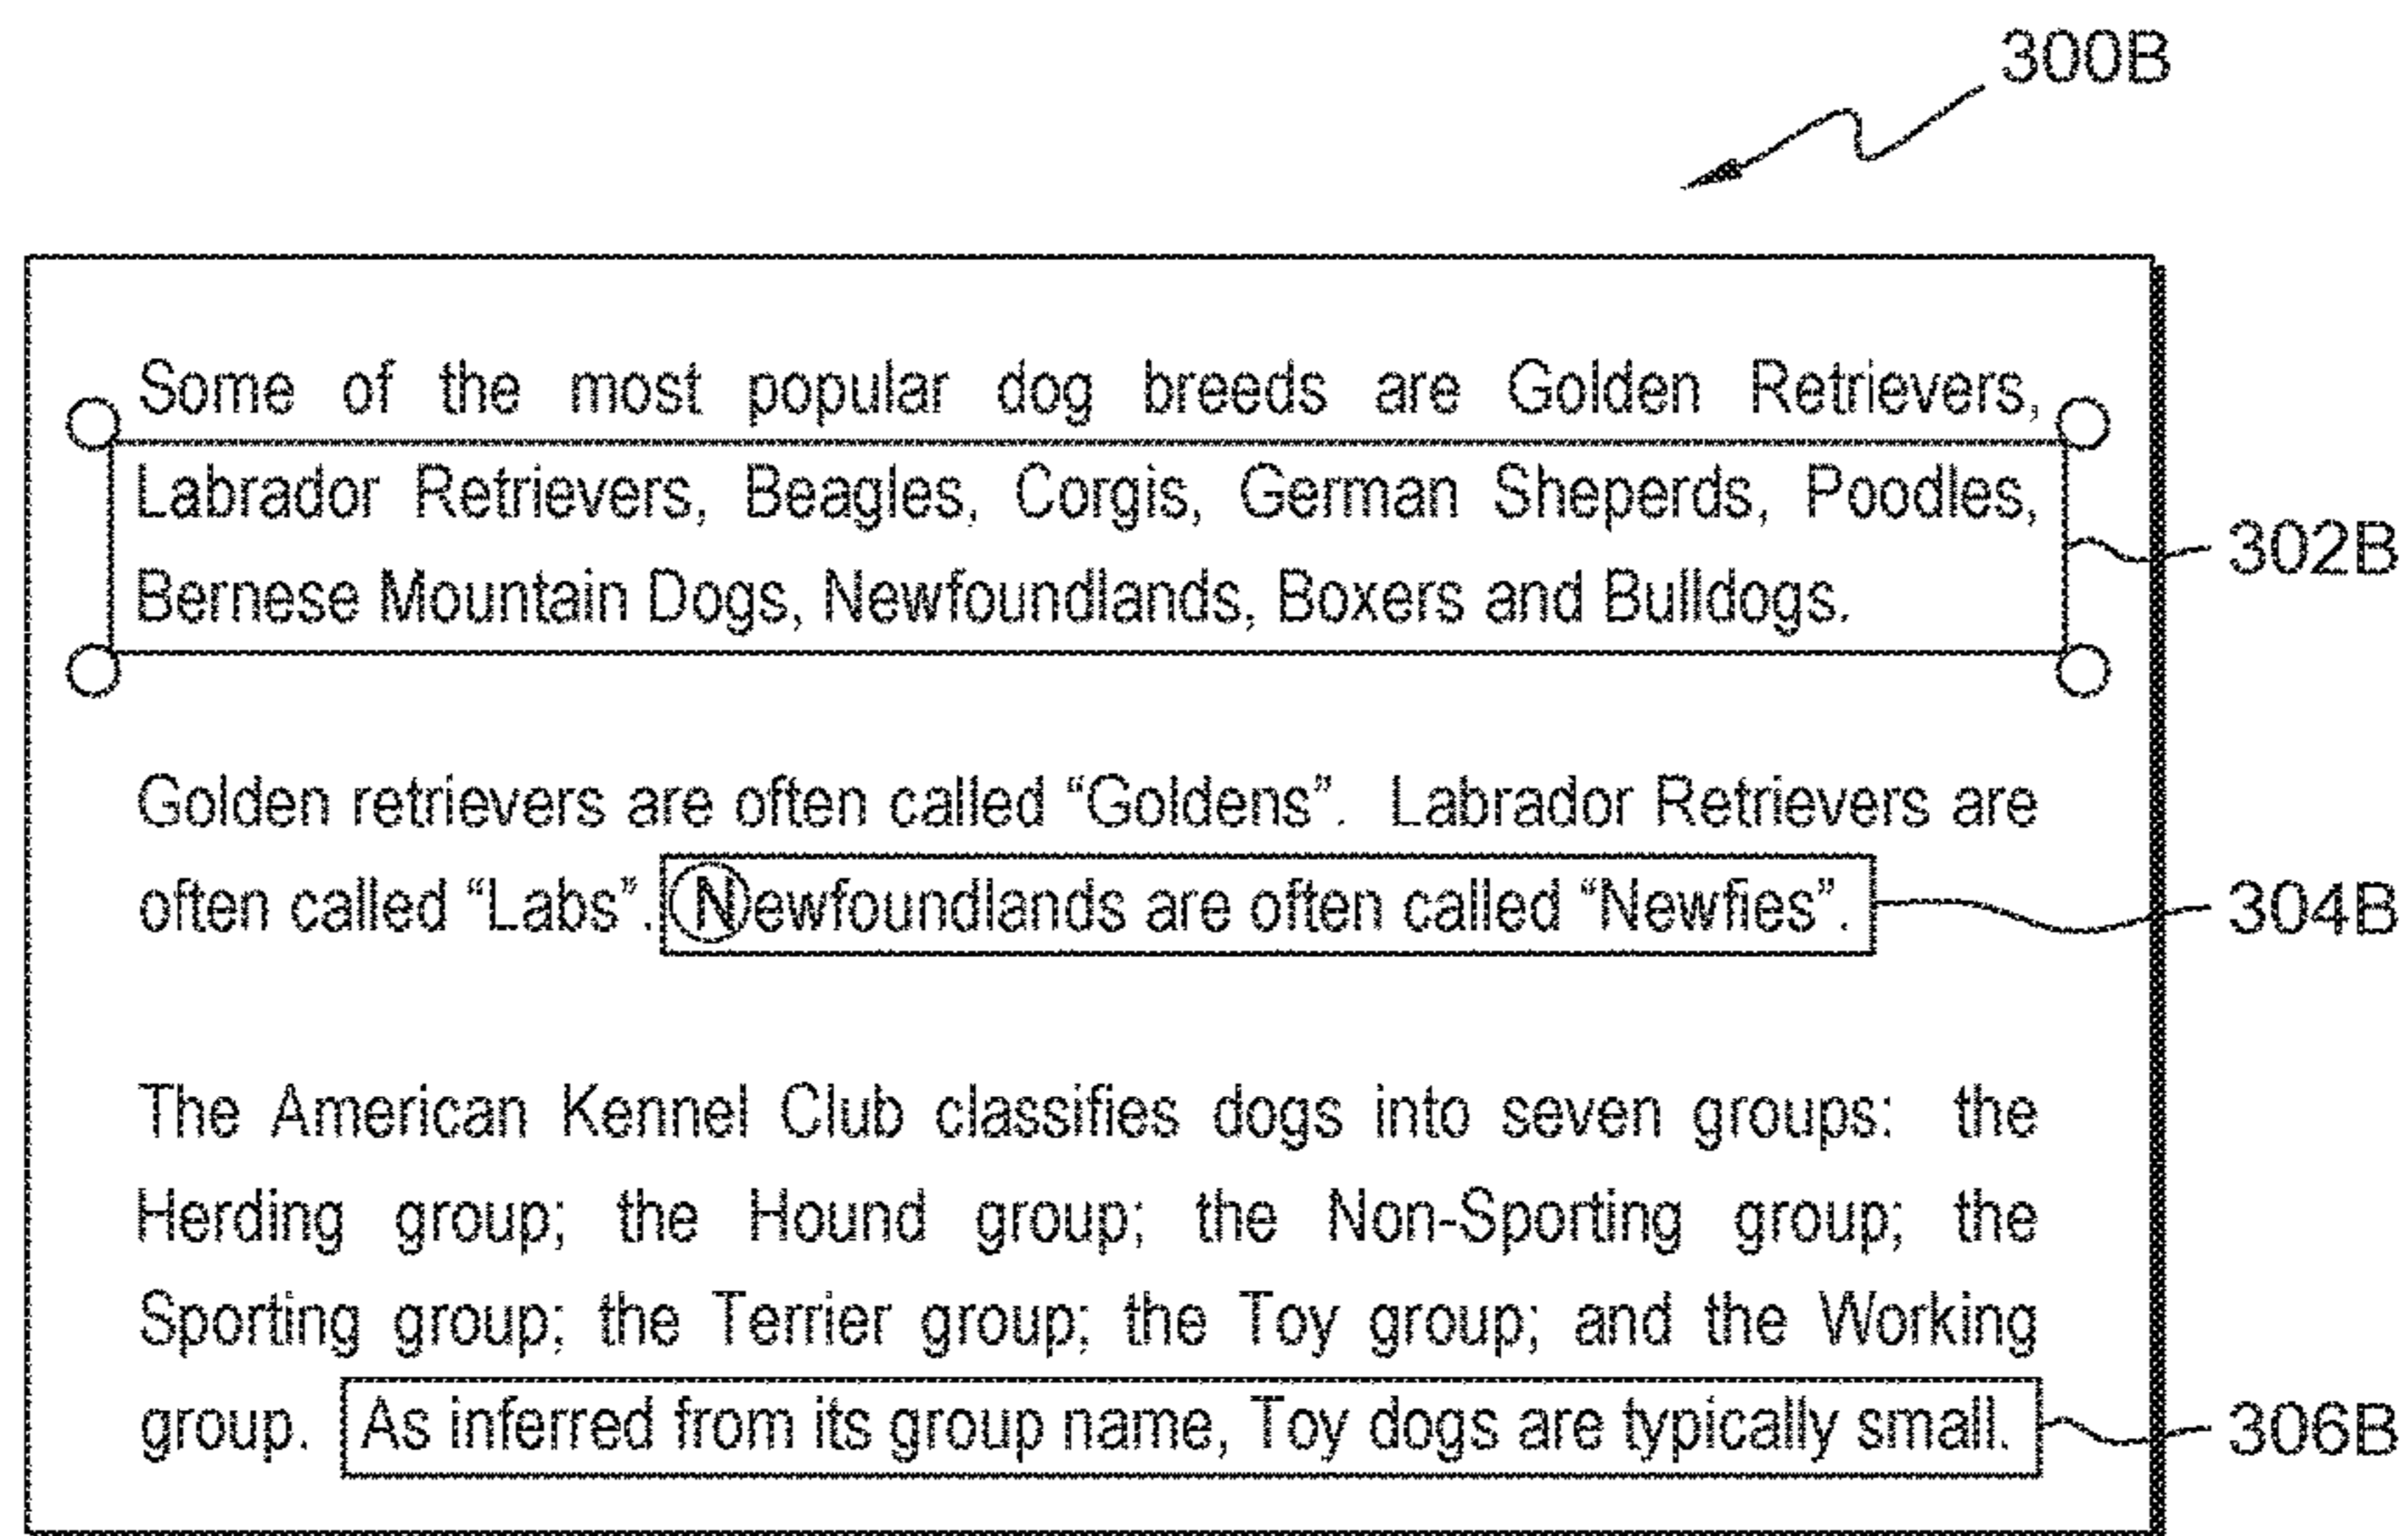 300B
Some of the most popular dog breeds are Golden Retrievers,
Labrador Retrievers, Beagles, Corgis, German Sheperds, Poodles,
302B
Bernese Mountain Dogs, Newfoundlands, Boxers and Bulldogs.
Golden retrievers are often called “Goldens”. Labrador Retrievers are
often called “Labs”. Newfoundlands are often called “Newfies”.
304B
The American Kennel Club classifies dogs into seven groups: the
Herding group; the Hound group; the Non-Sporting group; the
Sporting group; the Terrier group; the Toy group; and the Working
group. As inferred from its group name, Toy dogs are typically small.
306B